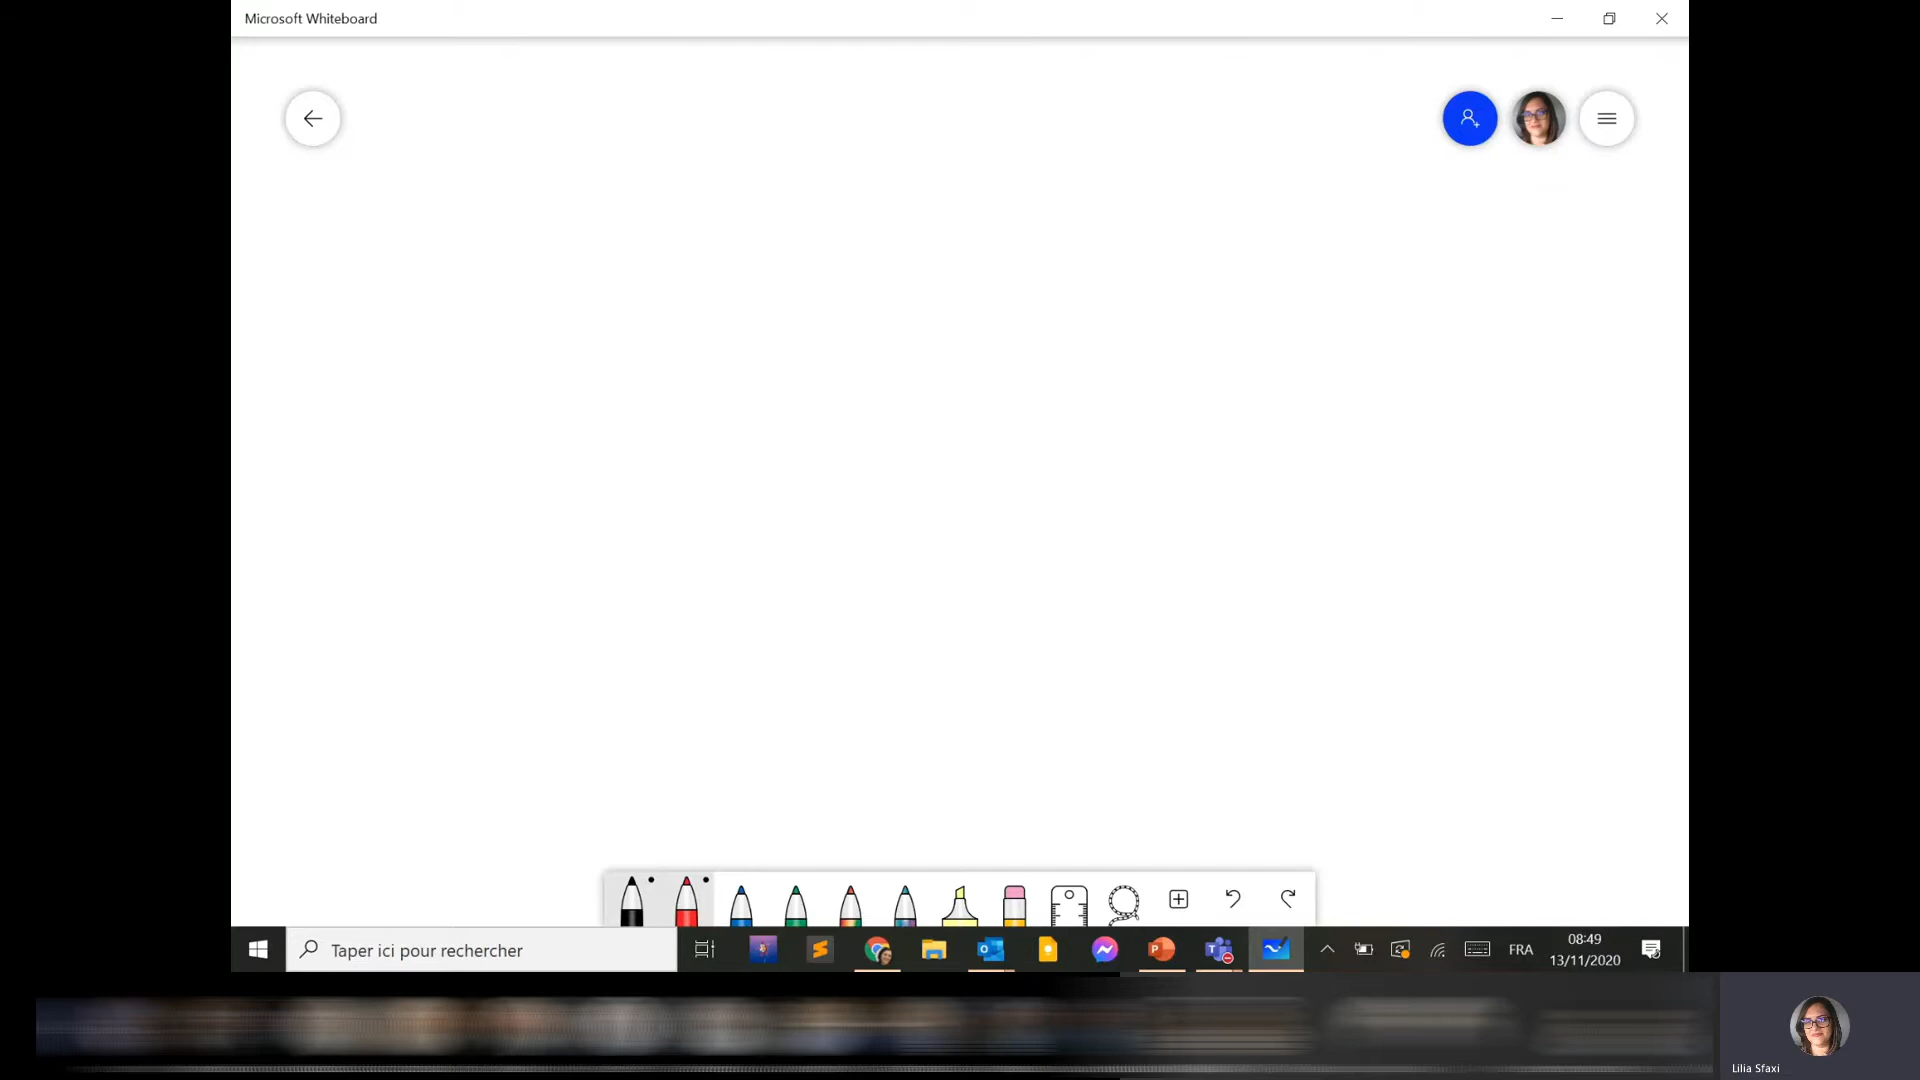 Microsoft Whiteboard
Taper ici pour rechercher
FRA
08:49
13/11/2020
Lilia Sfaxi